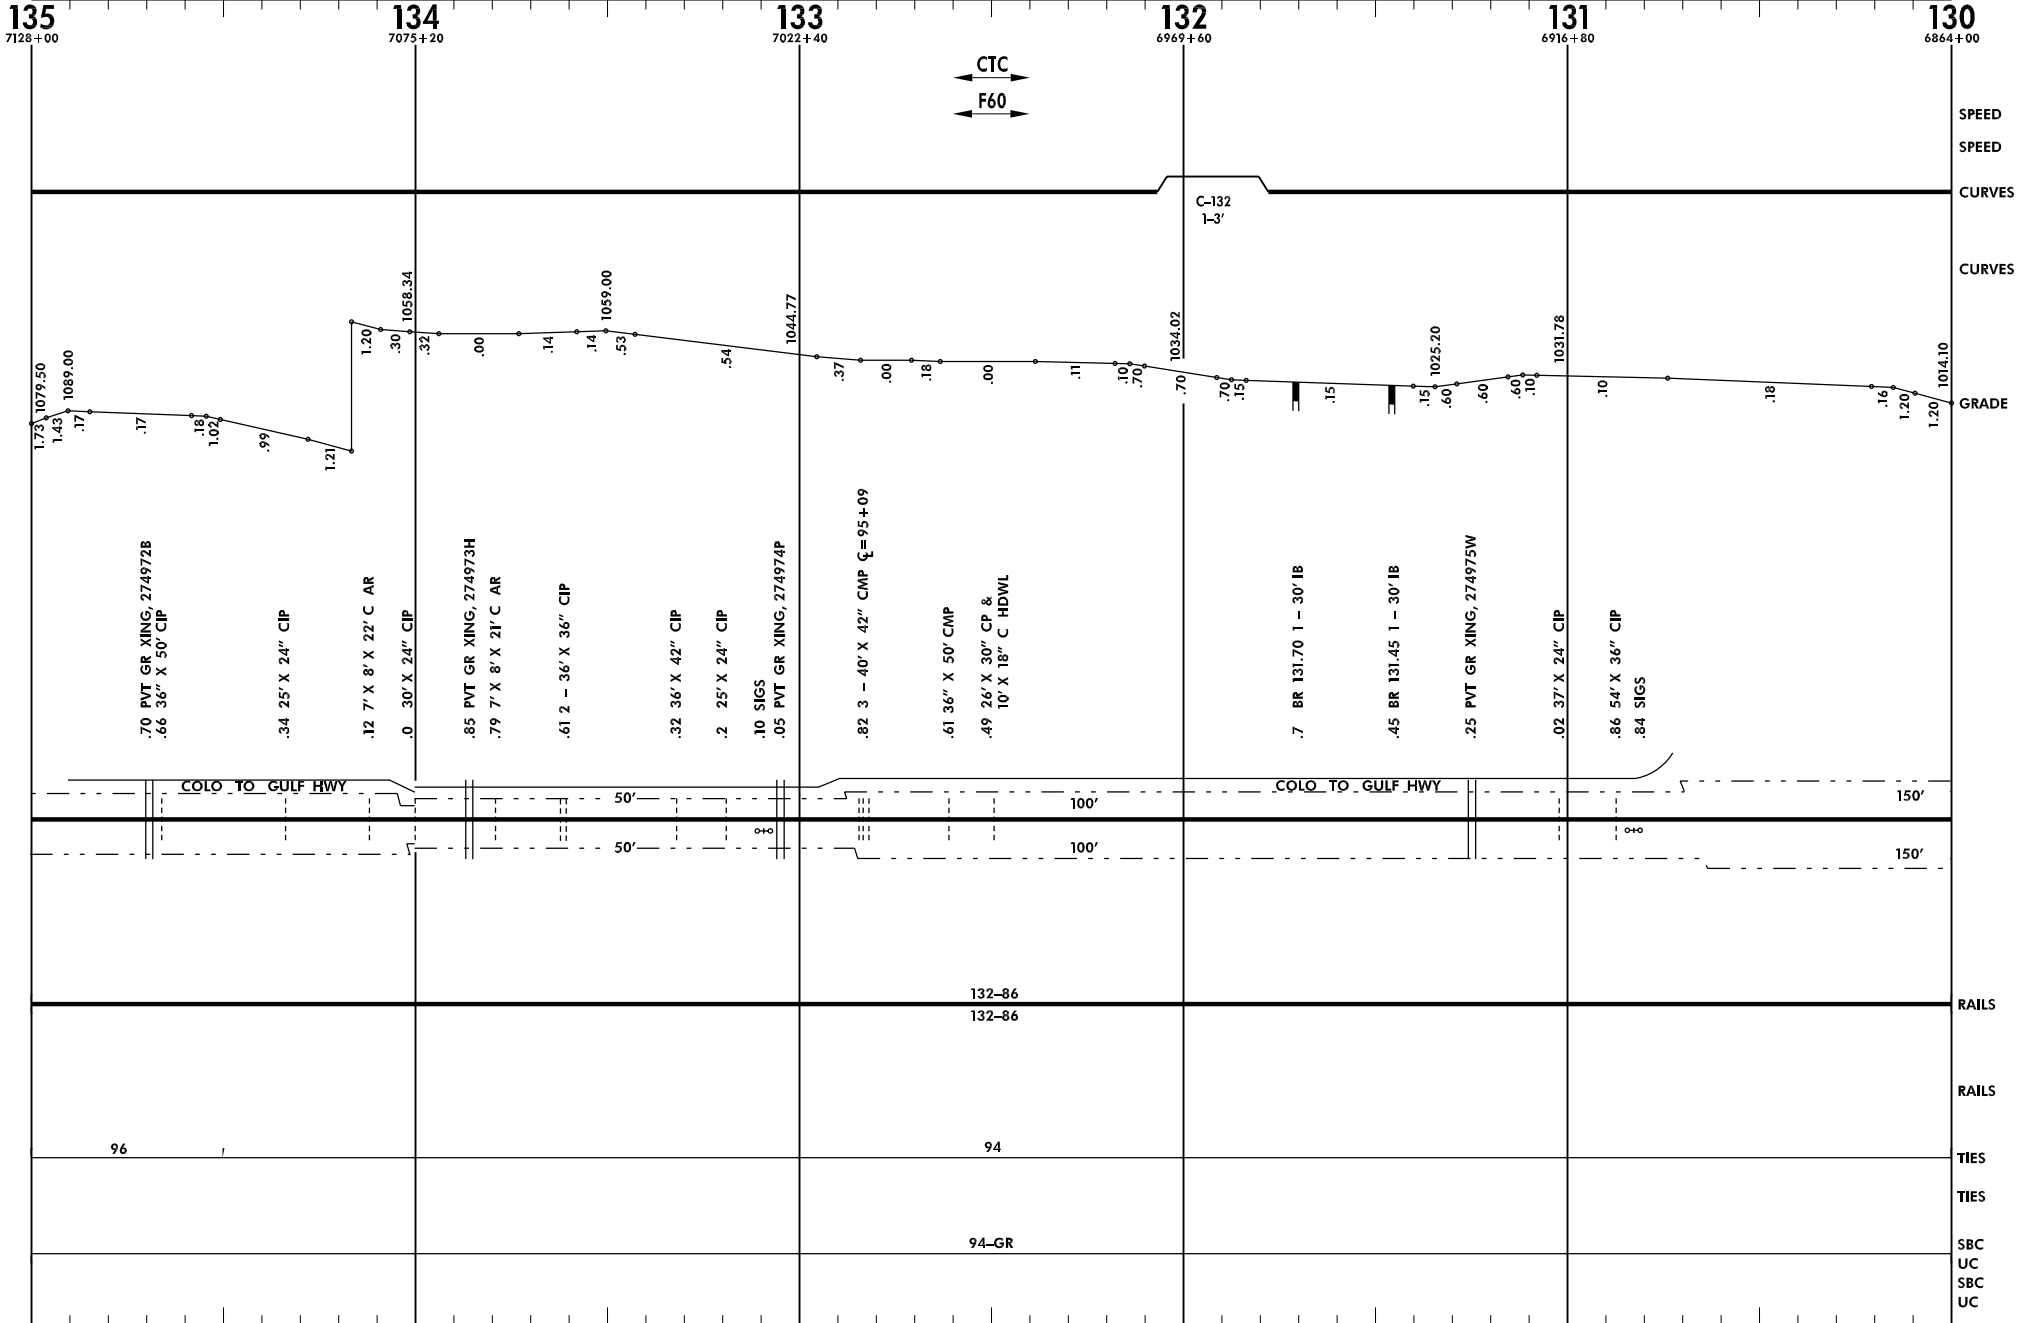 135 134 133 132 131 130
7128+00 7075+20 7022+40 6969+60 6916+80 6864+00
CTC
F60
SPEED
SPEED
CURVES
C–132
1–3′
CURVES
1079.50
1089.00
1058.34
1059.00
1044.77
1034.02
1025.20
1031.78
1014.10
GRADE
1.73
1.43
.17
.17
.18
1.02
.99
1.21
1.20
.30
.32
.00
.14
.14
.53
.54
.37
.00
.18
.00
.11
.10
.70
.70
.70
.15
.15
.15
.60
.60
.60
.10
.10
.18
.16
1.20
1.20
.70 PVT GR XING, 274972B
.66 36″ X 50′ CIP
.34 25′ X 24″ CIP
.12 7′ X 8′ X 22′ C AR
.0 30′ X 24″ CIP
.85 PVT GR XING, 274973H
.79 7′ X 8′ X 21′ C AR
.61 2 – 36′ X 36″ CIP
.32 36′ X 42″ CIP
.2 25′ X 24″ CIP
.10 SIGS
.05 PVT GR XING, 274974P
.82 3 – 40′ X 42″ CMP ℄=95+09
.61 36″ X 50′ CMP
.49 26′ X 30″ CP &
10′ X 18″ C HDWL
.7 BR 131.70 1 – 30′ IB
.45 BR 131.45 1 – 30′ IB
.25 PVT GR XING, 274975W
.02 37′ X 24″ CIP
.86 54′ X 36″ CIP
.84 SIGS
COLO TO GULF HWY
COLO TO GULF HWY
50′
100′
150′
50′
100′
150′
132–86
RAILS
132–86
RAILS
96
94
TIES
TIES
94–GR
SBC
UC
SBC
UC